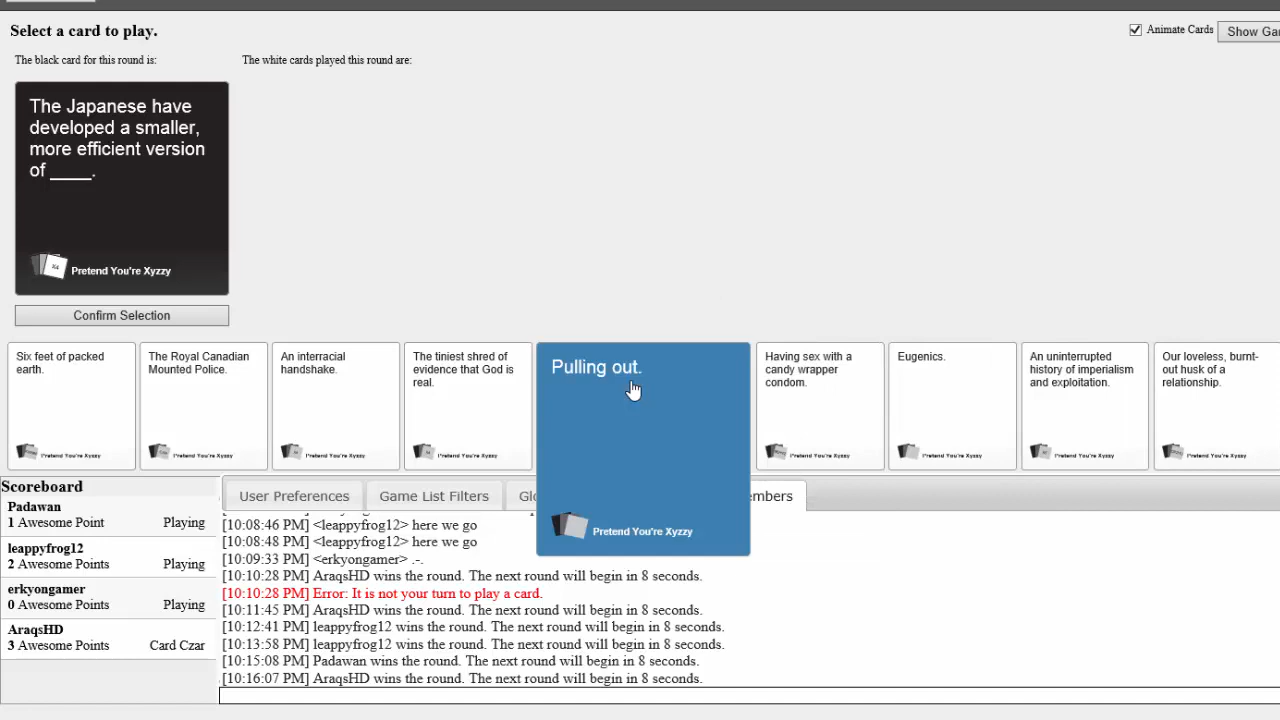 Select a card to play.
Animate Cards
Show Ga
The black card for this round is:
The white cards played this round are:
The Japanese have
developed a smaller,
more efficient version
of ____.
Pretend You're Xyzzy
Confirm Selection
Six feet of packed
earth.
Pretend You're Xyzzy
The Royal Canadian
Mounted Police.
Pretend You're Xyzzy
An interracial
handshake.
Pretend You're Xyzzy
The tiniest shred of
evidence that God is
real.
Pretend You're Xyzzy
Pulling out.
Pretend You're Xyzzy
Having sex with a
candy wrapper
condom.
Pretend You're Xyzzy
Eugenics.
Pretend You're Xyzzy
An uninterrupted
history of imperialism
and exploitation.
Pretend You're Xyzzy
Our loveless, burnt-
out husk of a
relationship.
Pretend You're Xyzzy
Scoreboard
Padawan
1 Awesome Point Playing
leappyfrog12
2 Awesome Points Playing
erkyongamer
0 Awesome Points Playing
AraqsHD
3 Awesome Points Card Czar
User Preferences
Game List Filters
Glo
embers
[10:08:46 PM] <leappyfrog12> here we go
[10:08:48 PM] <leappyfrog12> here we go
[10:09:33 PM] <erkyongamer> .-.
[10:10:28 PM] AraqsHD wins the round. The next round will begin in 8 seconds.
[10:10:28 PM] Error: It is not your turn to play a card.
[10:11:45 PM] AraqsHD wins the round. The next round will begin in 8 seconds.
[10:12:41 PM] leappyfrog12 wins the round. The next round will begin in 8 seconds.
[10:13:58 PM] leappyfrog12 wins the round. The next round will begin in 8 seconds.
[10:15:08 PM] Padawan wins the round. The next round will begin in 8 seconds.
[10:16:07 PM] AraqsHD wins the round. The next round will begin in 8 seconds.